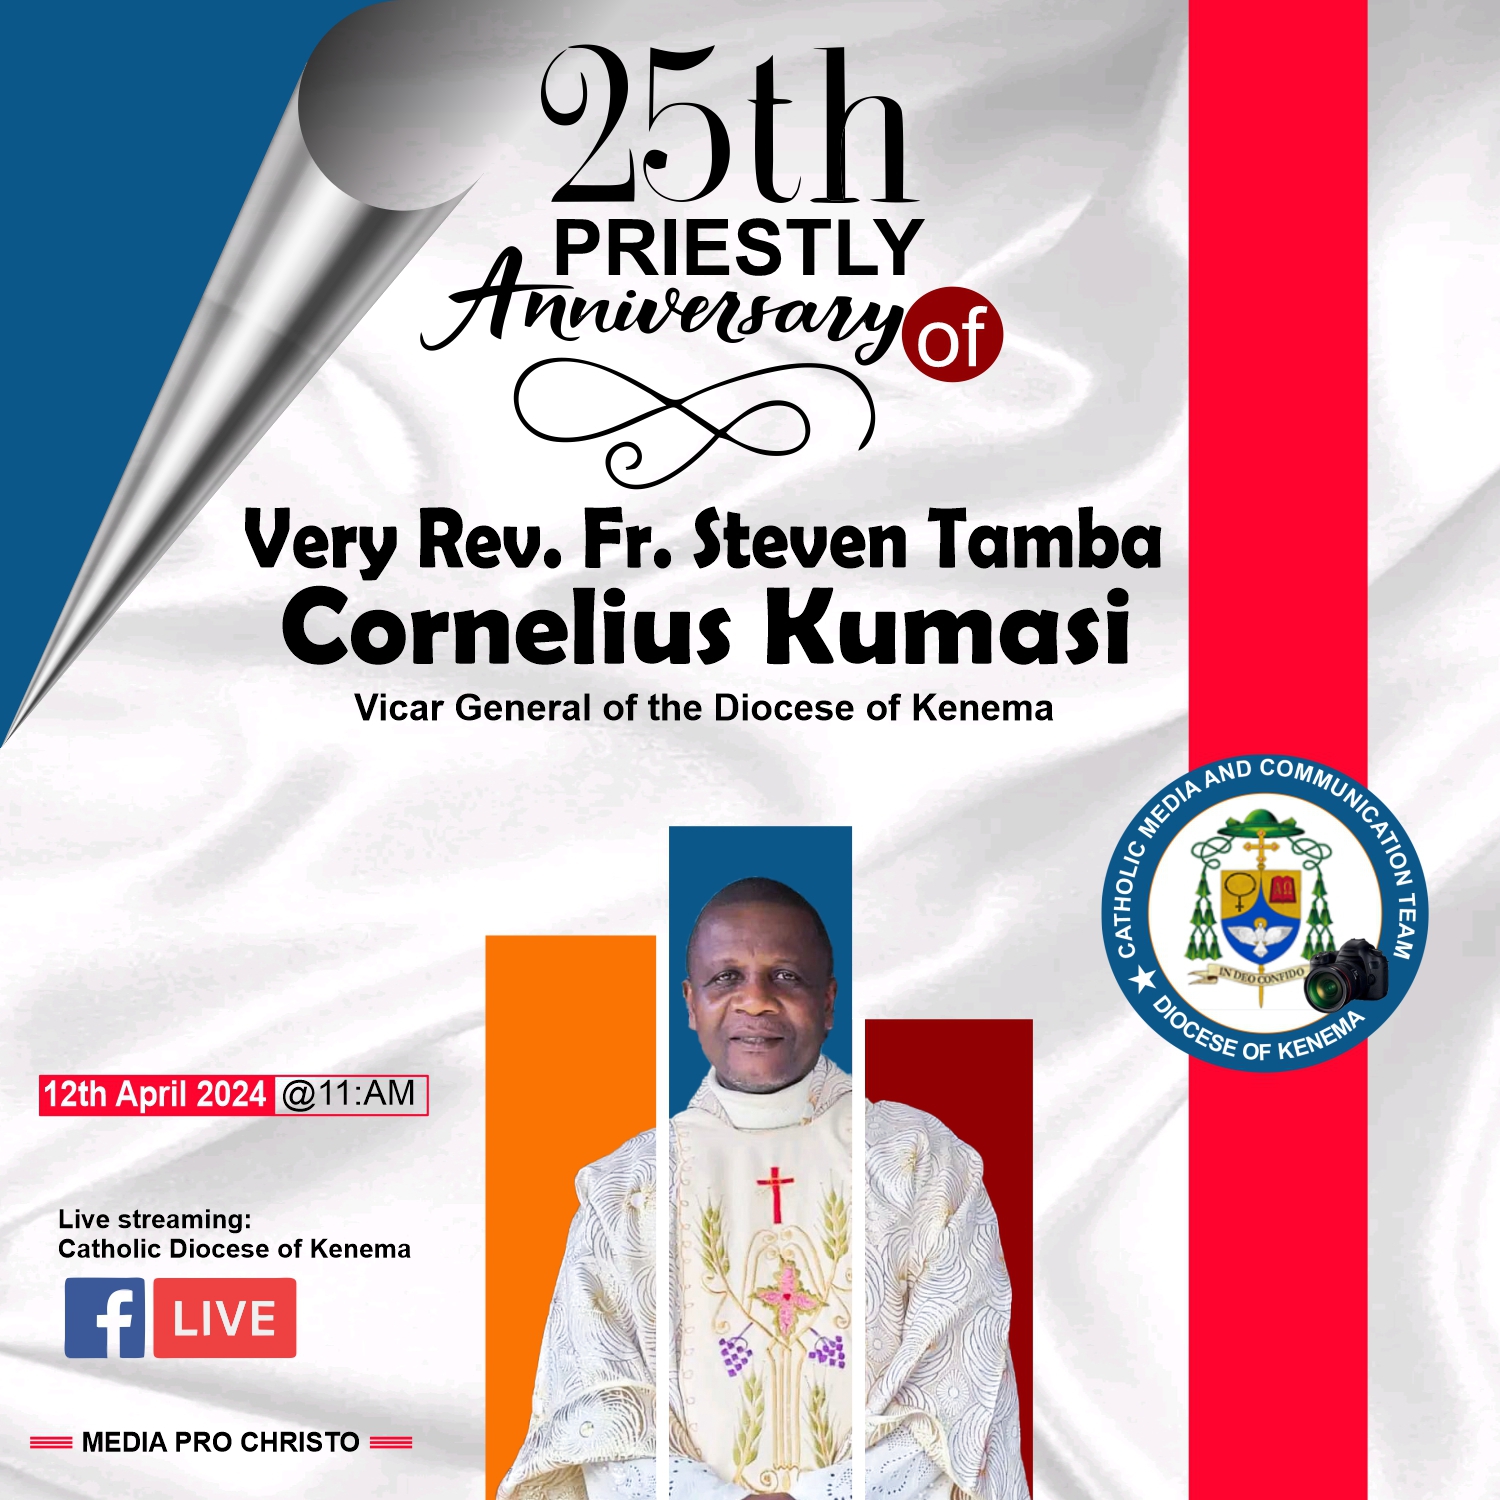 25th
PRIESTLY
Anniversary of
Very Rev. Fr. Steven Tamba
Cornelius Kumasi
Vicar General of the Diocese of Kenema
CATHOLIC MEDIA AND COMMUNICATION TEAM
ΑΩ
IN DEO CONFIDO
DIOCESE OF KENEMA
12th April 2024 @11:AM
Live streaming:
Catholic Diocese of Kenema
f LIVE
MEDIA PRO CHRISTO